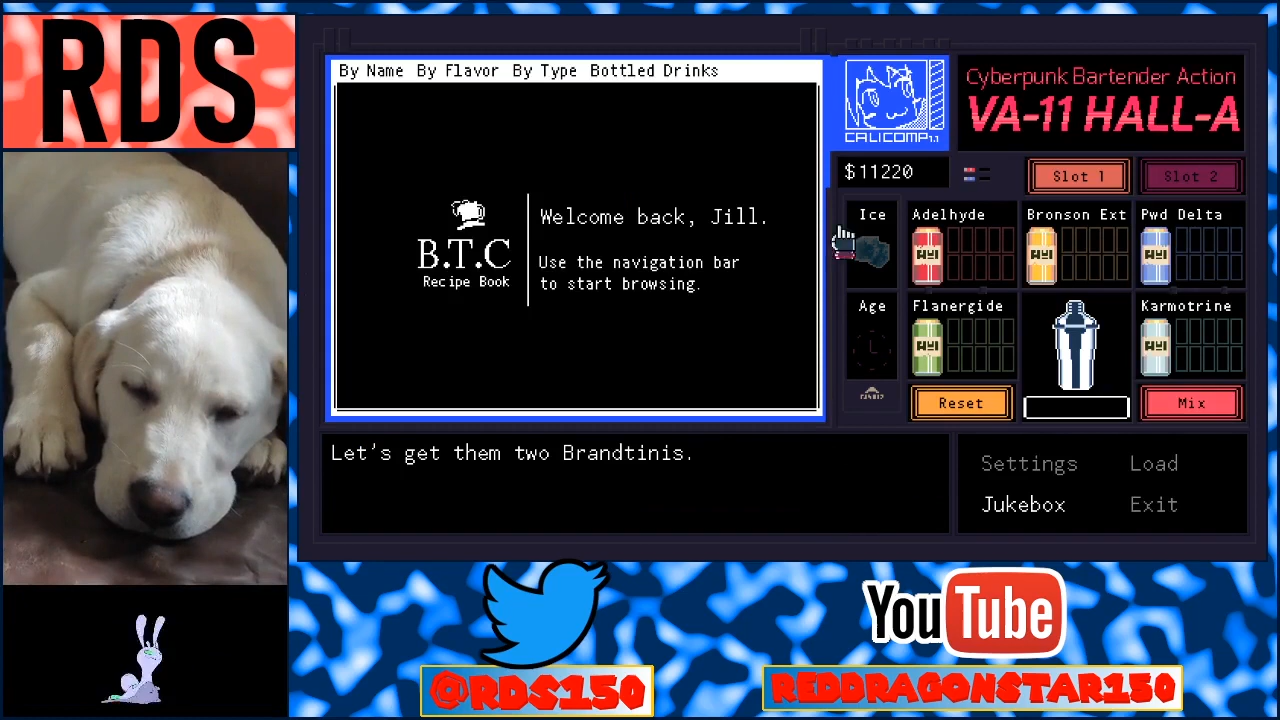 RDS
By Name By Flavor By Type Bottled Drinks
B.T.C
Recipe Book
Welcome back, Jill.
Use the navigation bar
to start browsing.
CALICOMP1.1
Cyberpunk Bartender Action
VA-11 HALL-A
$11220
Slot 1
Slot 2
Ice
Adelhyde
Bronson Ext
Pwd Delta
Age
Flanergide
Karmotrine
Reset
Mix
Let's get them two Brandtinis.
Settings
Load
Jukebox
Exit
YouTube
@RDS150
REDDRAGONSTAR150